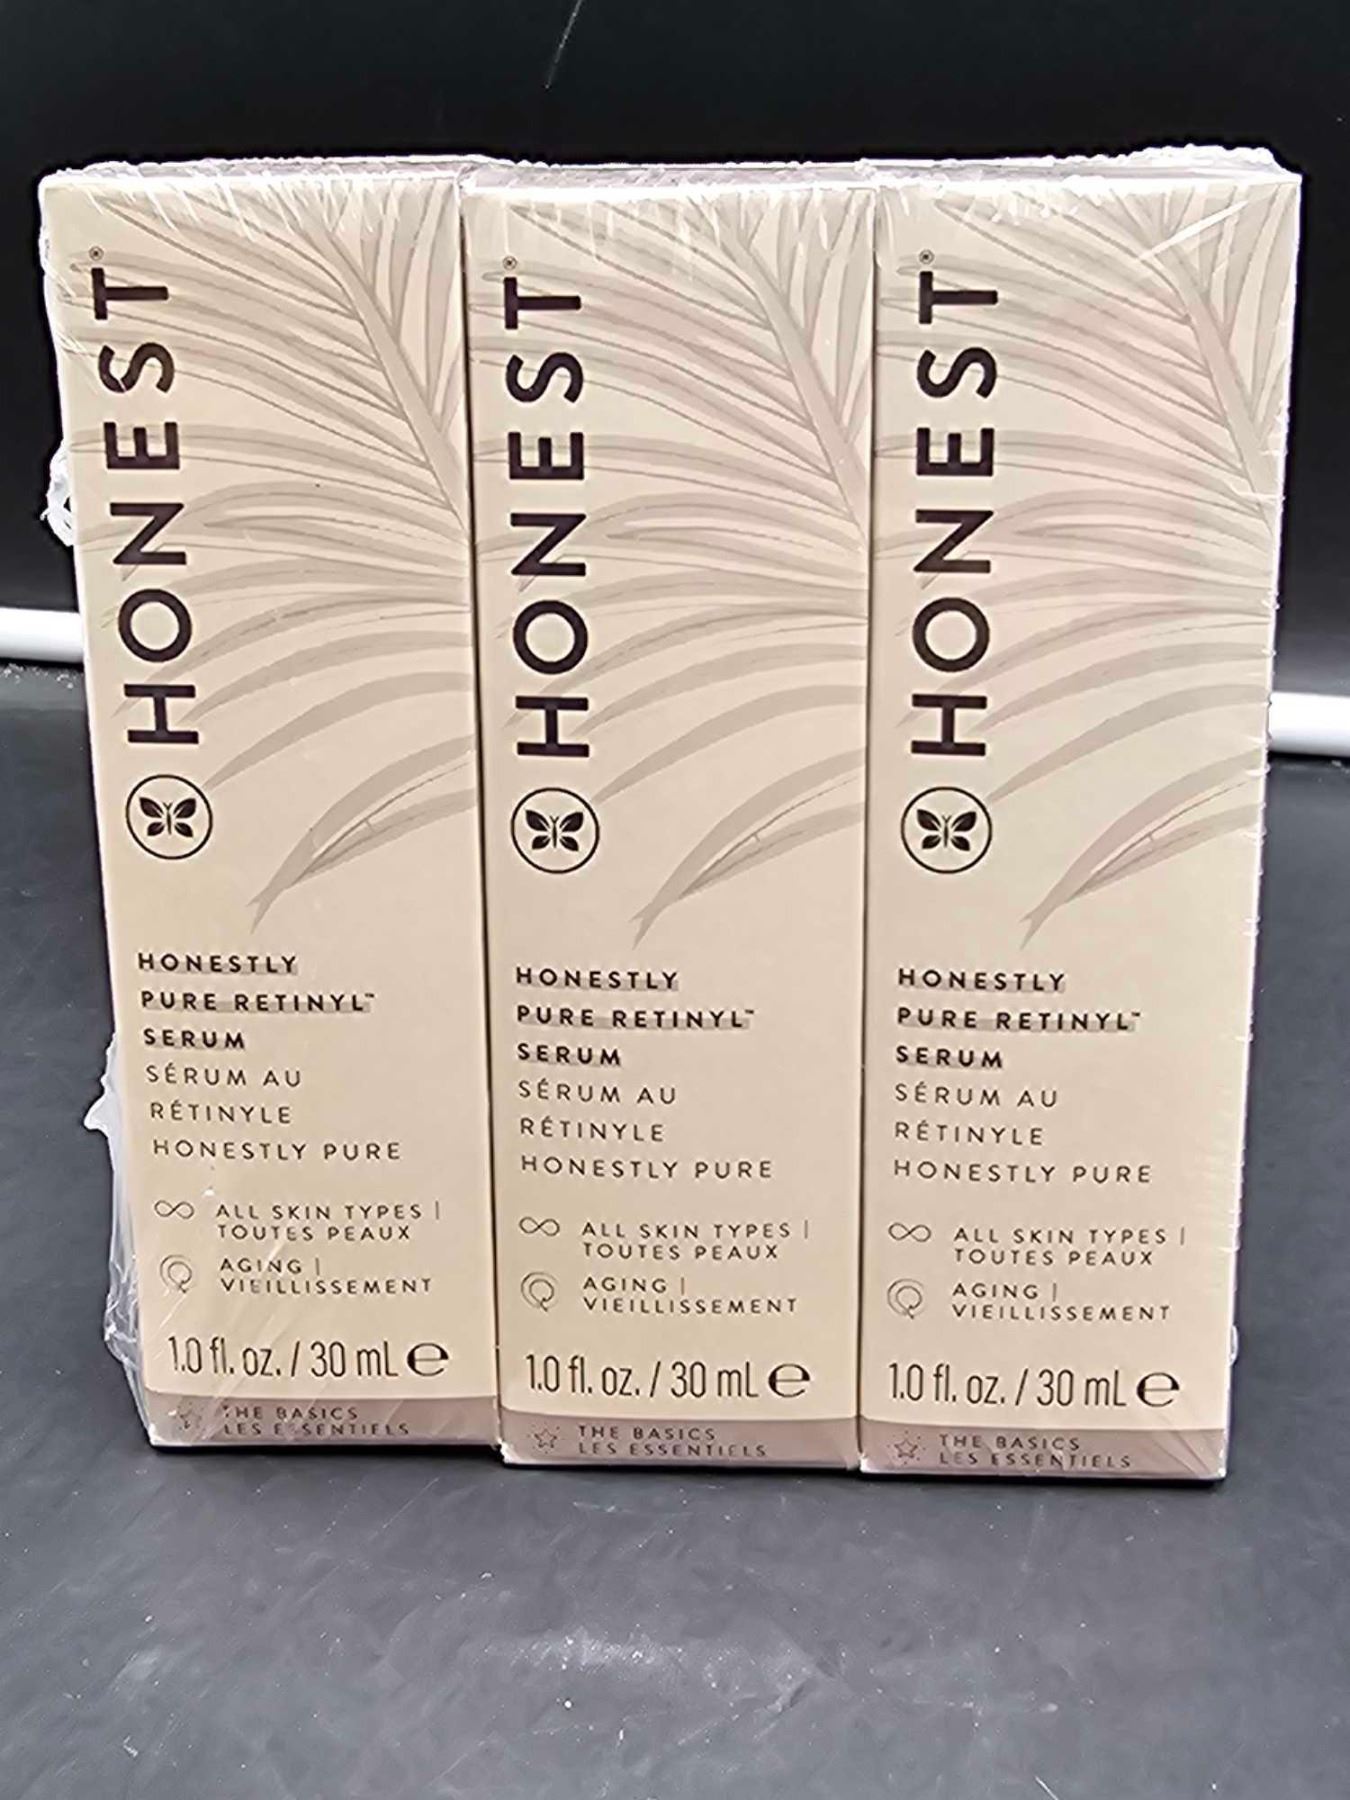 HONEST®
HONESTLY
PURE RETINYL™
SERUM
SÉRUM AU
RÉTINYLE
HONESTLY PURE
ALL SKIN TYPES |
TOUTES PEAUX
AGING |
VIEILLISSEMENT
1.0 fl. oz. / 30 mL e
THE BASICS
LES ESSENTIELS
HONEST®
HONESTLY
PURE RETINYL™
SERUM
SÉRUM AU
RÉTINYLE
HONESTLY PURE
ALL SKIN TYPES |
TOUTES PEAUX
AGING |
VIEILLISSEMENT
1.0 fl. oz. / 30 mL e
THE BASICS
LES ESSENTIELS
HONEST®
HONESTLY
PURE RETINYL™
SERUM
SÉRUM AU
RÉTINYLE
HONESTLY PURE
ALL SKIN TYPES |
TOUTES PEAUX
AGING |
VIEILLISSEMENT
1.0 fl. oz. / 30 mL e
THE BASICS
LES ESSENTIELS